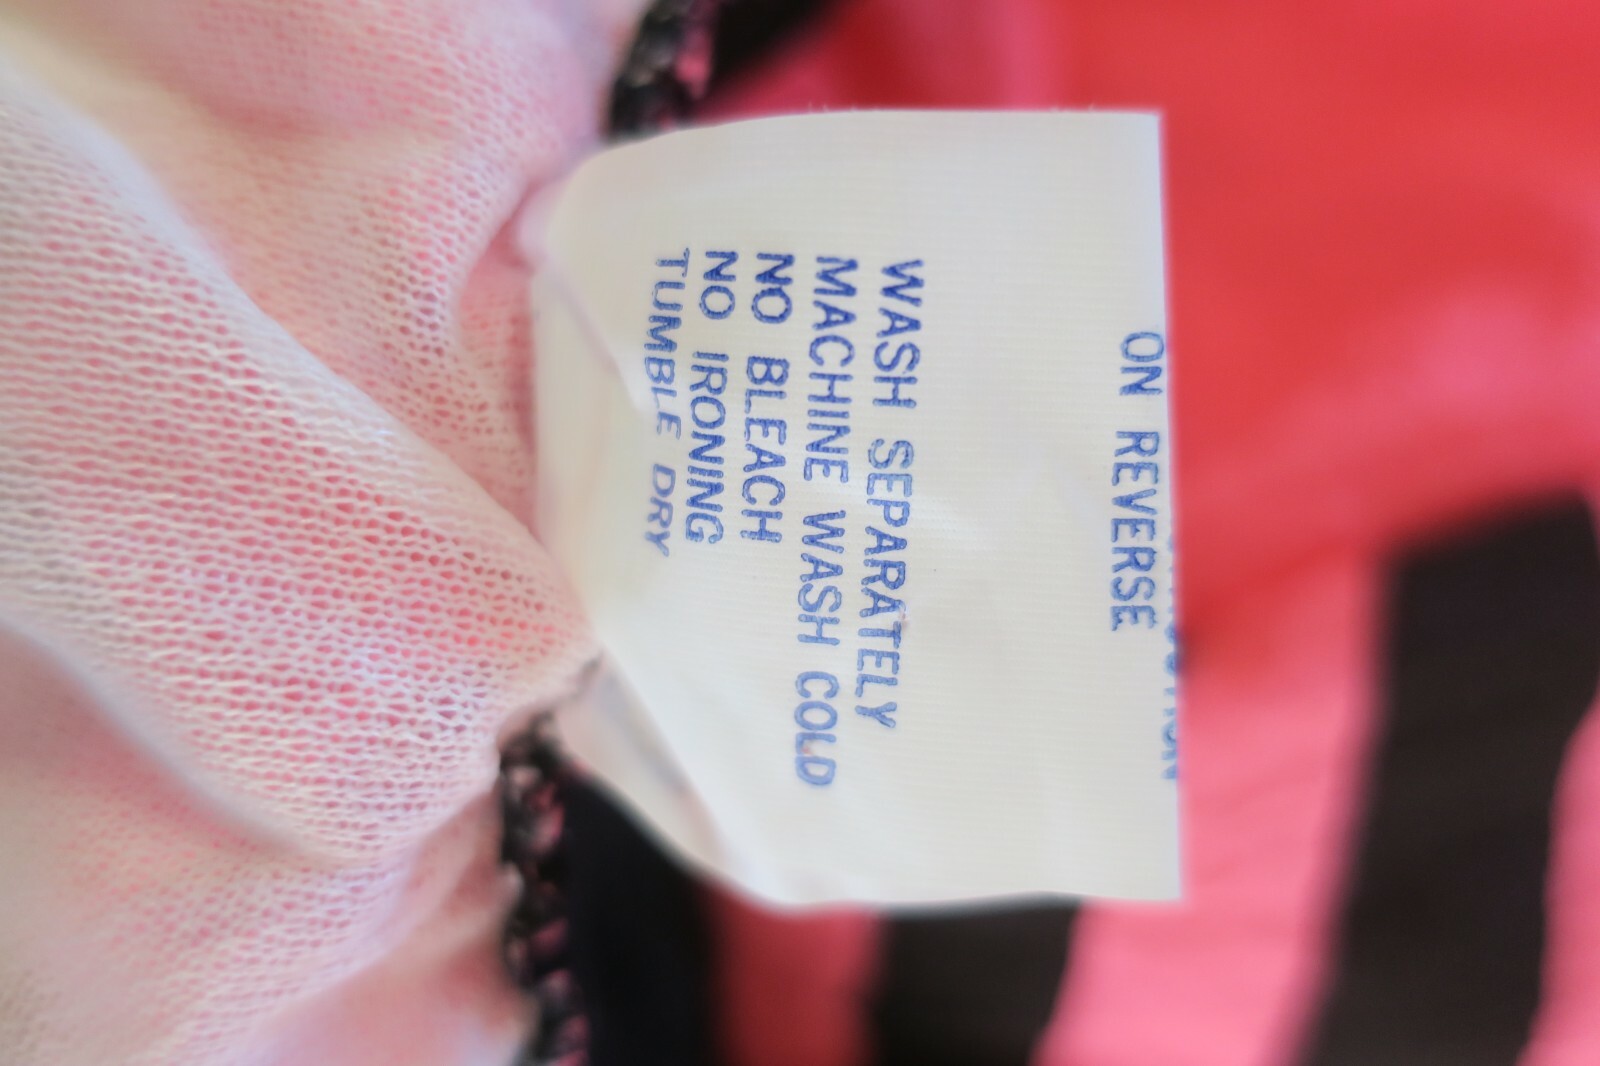 ON REVERSE
WASH SEPARATELY
MACHINE WASH COLD
NO BLEACH
NO IRONING
TUMBLE DRY